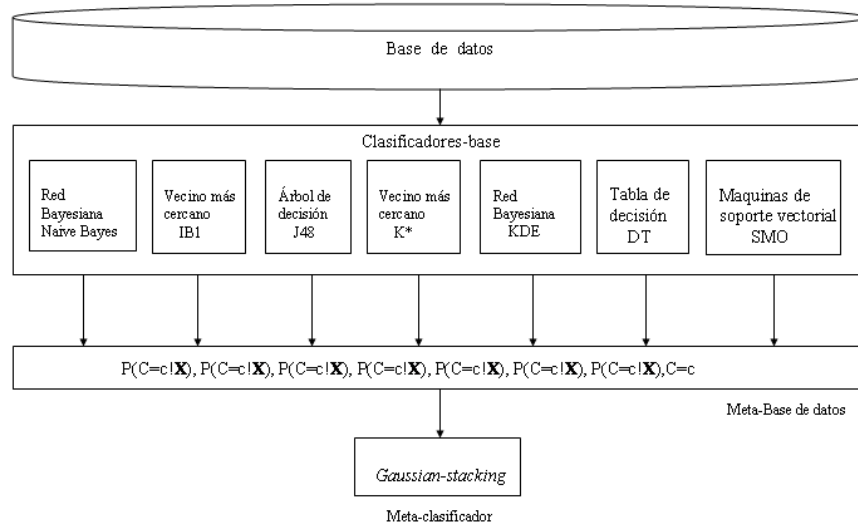 Base de datos
Clasificadores-base
Red
Bayesiana
Naive Bayes
Vecino más
cercano
IB1
Árbol de
decisión
J48
Vecino más
cercano
K*
Red
Bayesiana
KDE
Tabla de
decisión
DT
Maquinas de
soporte vectorial
SMO
P(C=c!X), P(C=c!X), P(C=c!X), P(C=c!X), P(C=c!X), P(C=c!X), P(C=c!X),C=c
Meta-Base de datos
Gaussian-stacking
Meta-clasificador